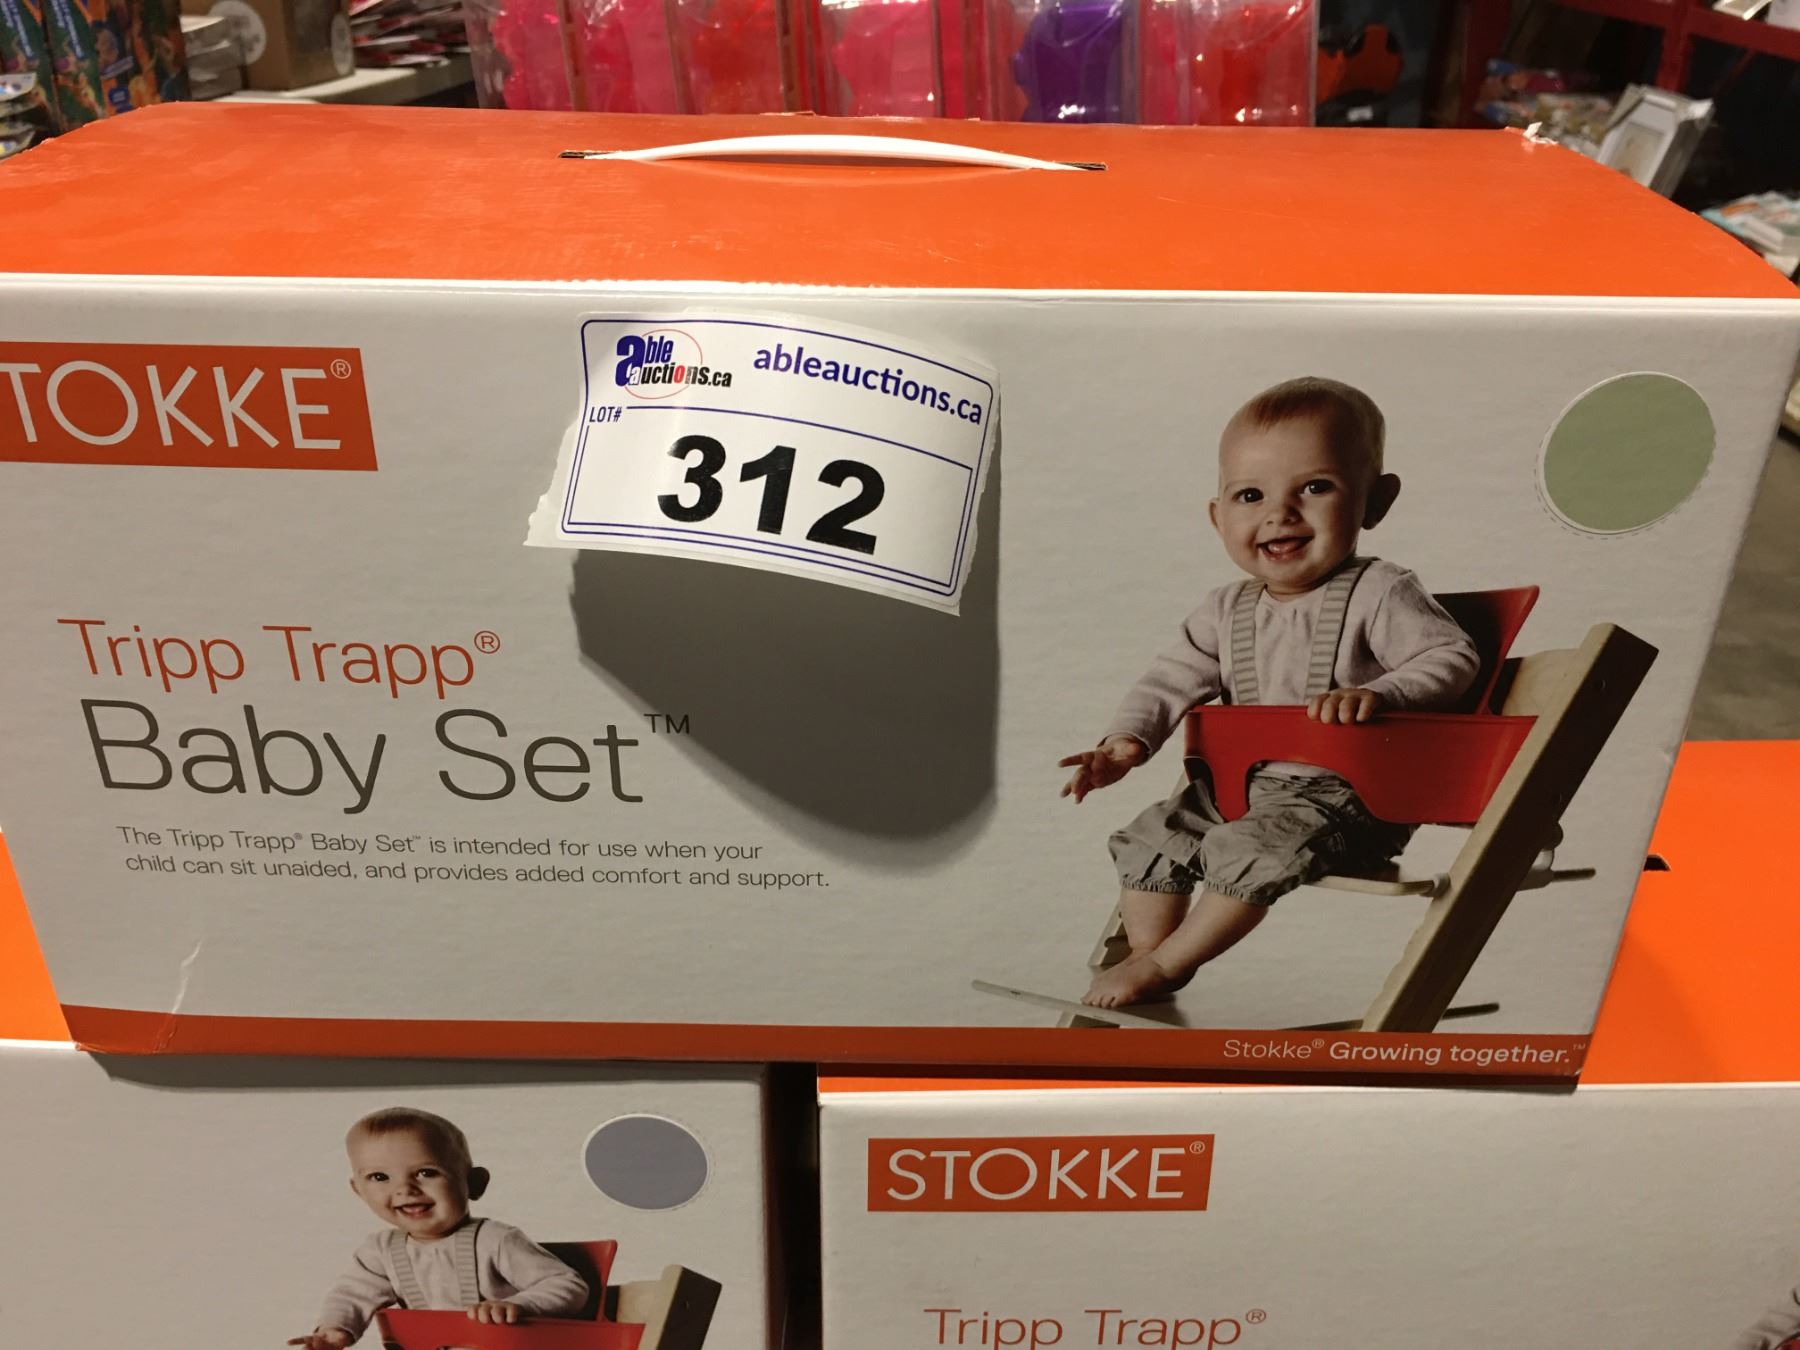 TOKKE®
able auctions.ca
ableauctions.ca
LOT#
312
Tripp Trapp®
Baby Set™
The Tripp Trapp® Baby Set™ is intended for use when your
child can sit unaided, and provides added comfort and support.
Stokke® Growing together.™
STOKKE®
Tripp Trapp®